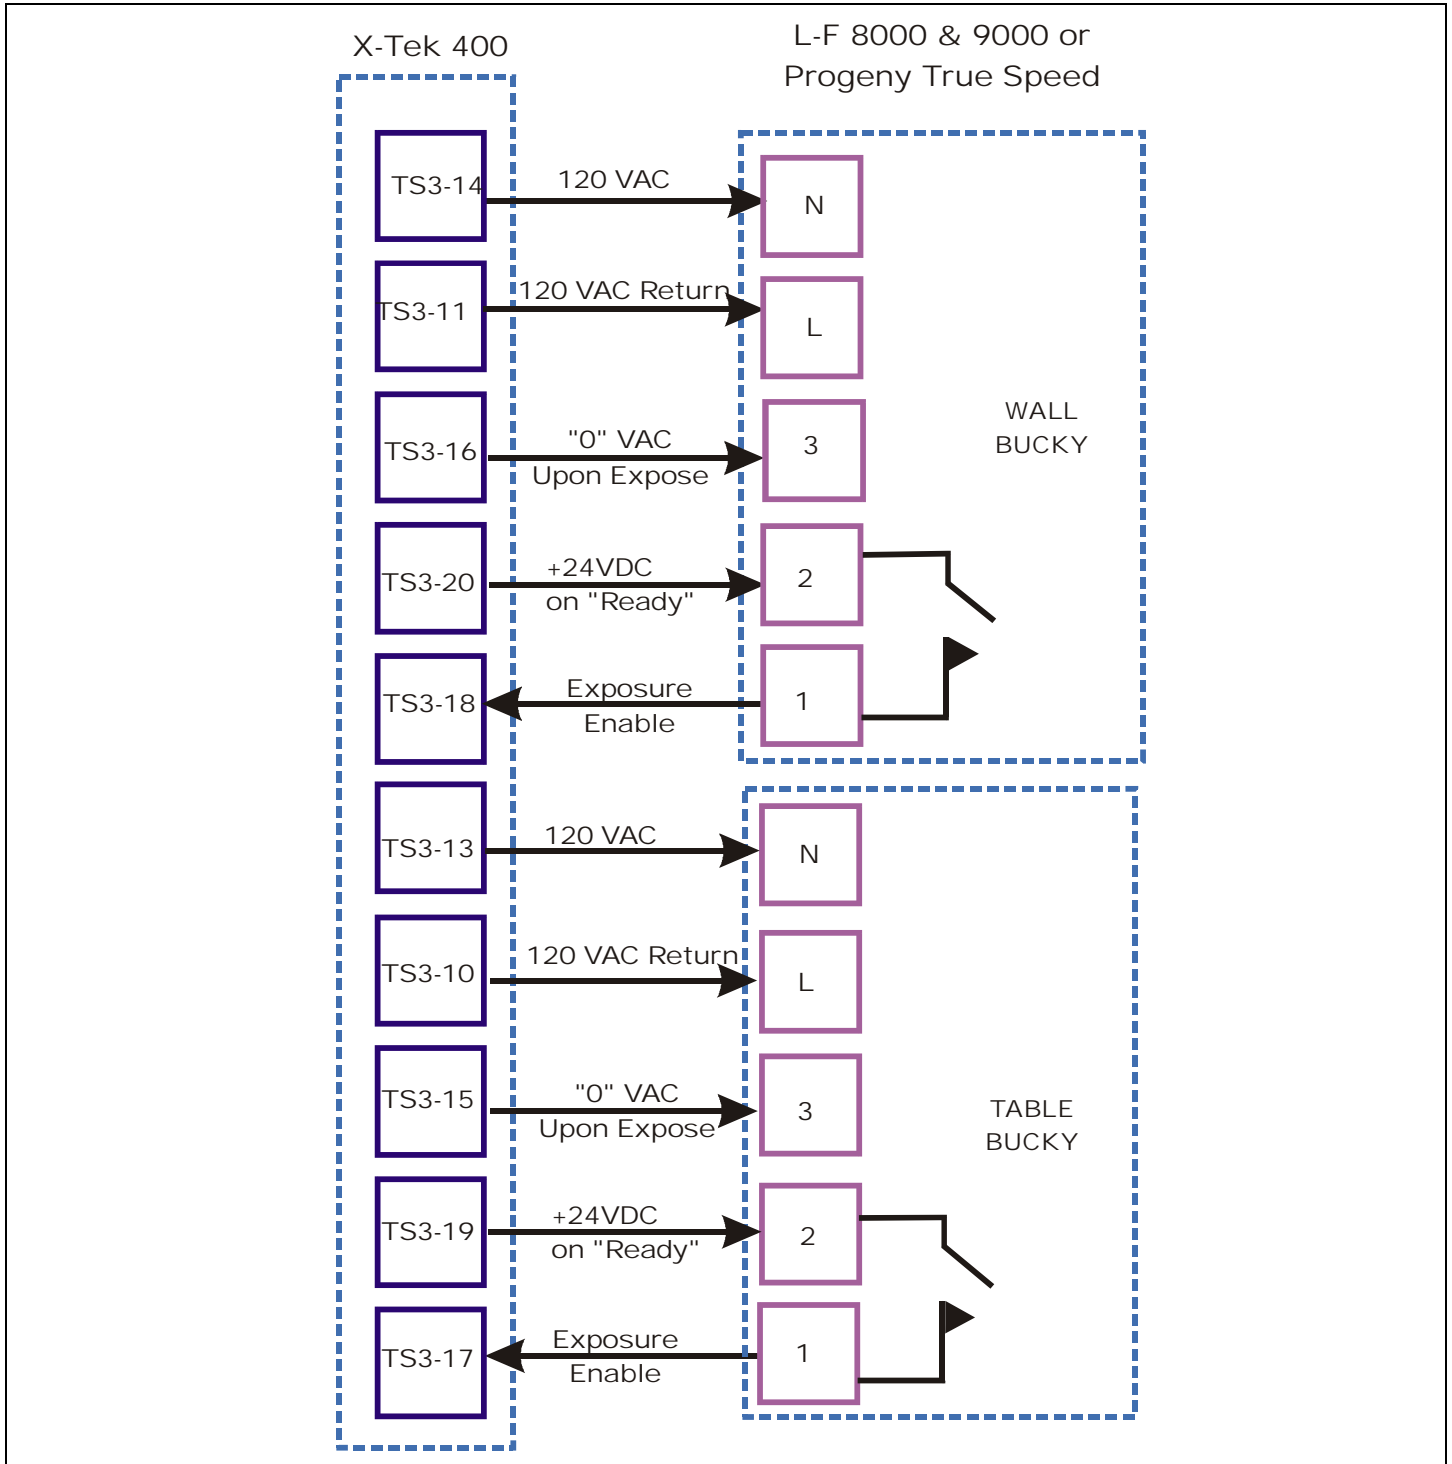 X-Tek 400
L-F 8000 & 9000 or
Progeny True Speed
TS3-14
120 VAC
N
TS3-11
120 VAC Return
L
TS3-16
"0" VAC
Upon Expose
3
WALL
BUCKY
TS3-20
+24VDC
on "Ready"
2
TS3-18
Exposure
Enable
1
TS3-13
120 VAC
N
TS3-10
120 VAC Return
L
TS3-15
"0" VAC
Upon Expose
3
TABLE
BUCKY
TS3-19
+24VDC
on "Ready"
2
TS3-17
Exposure
Enable
1